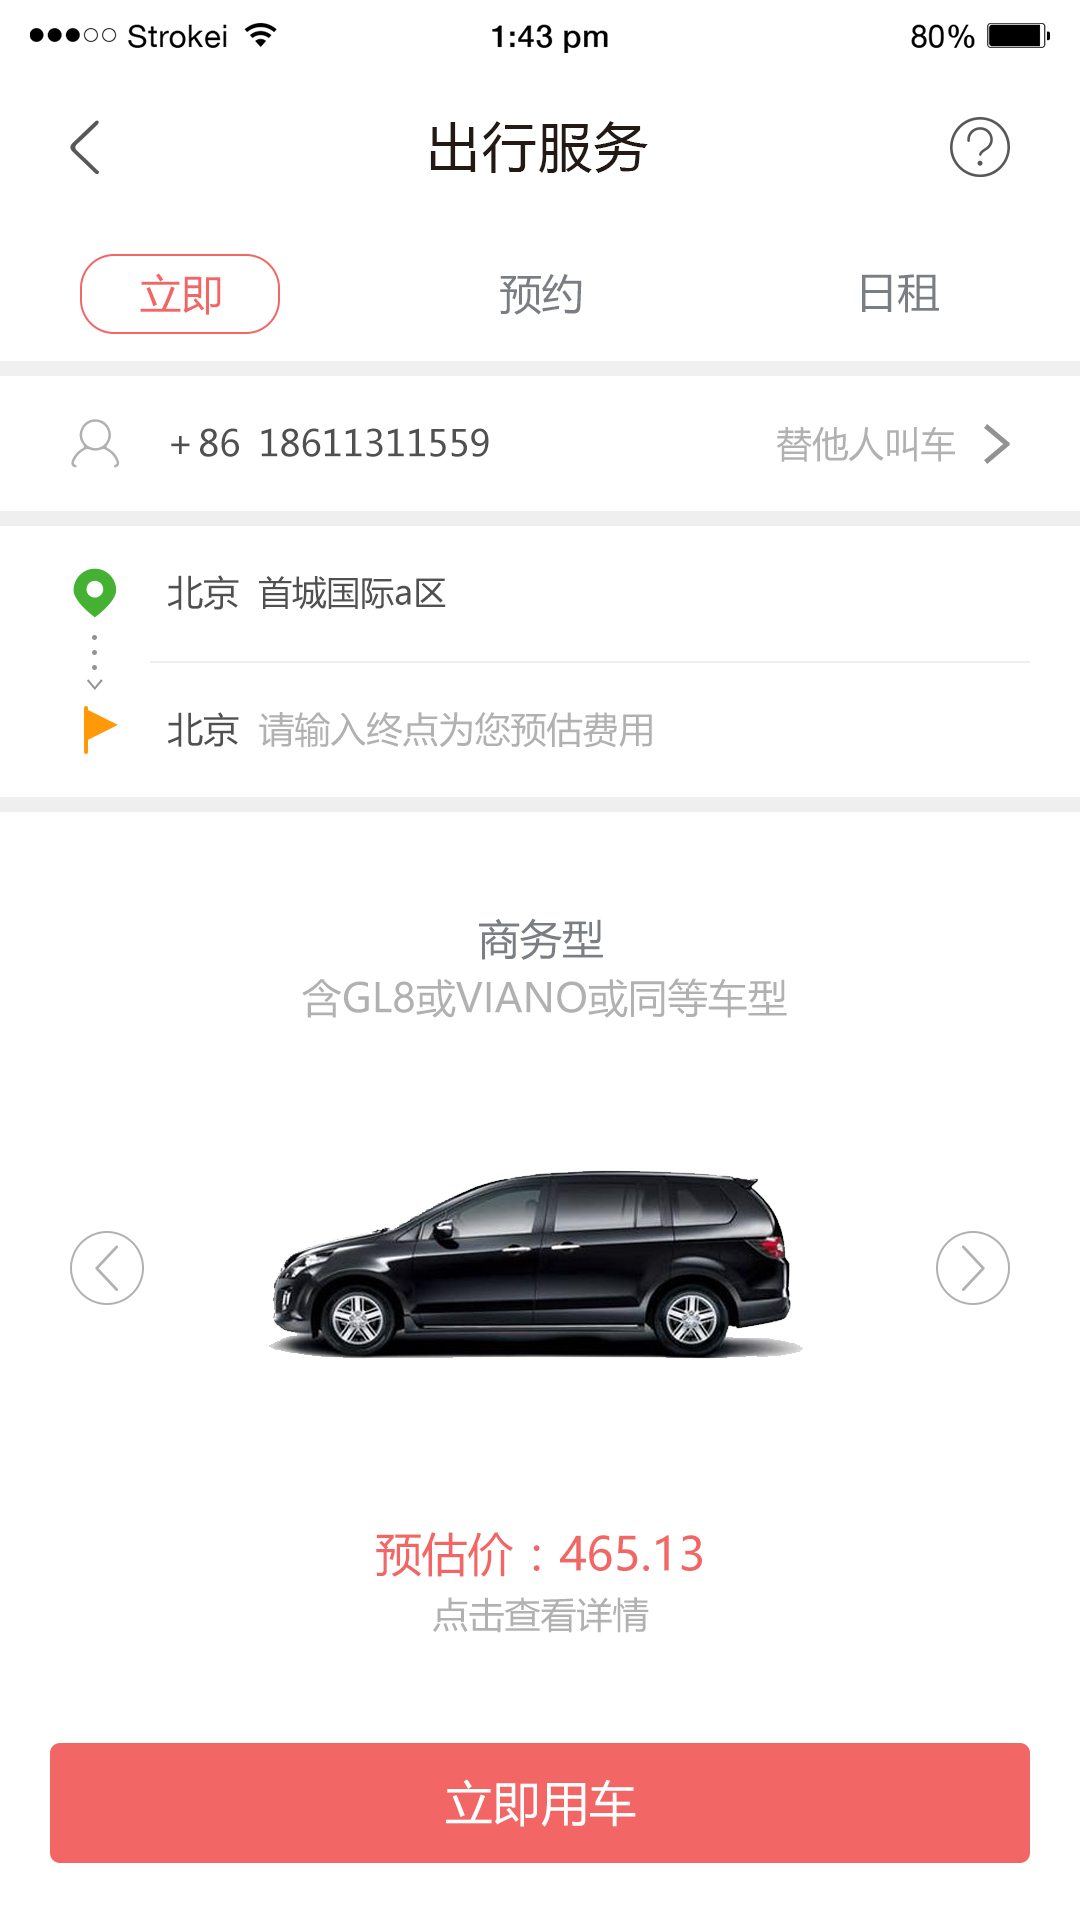 Strokei 1:43 pm 80%
出行服务
立即 预约 日租
+86 18611311559 替他人叫车
北京 首城国际a区
北京 请输入终点为您预估费用
商务型
含GL8或VIANO或同等车型
预估价：465.13
点击查看详情
立即用车